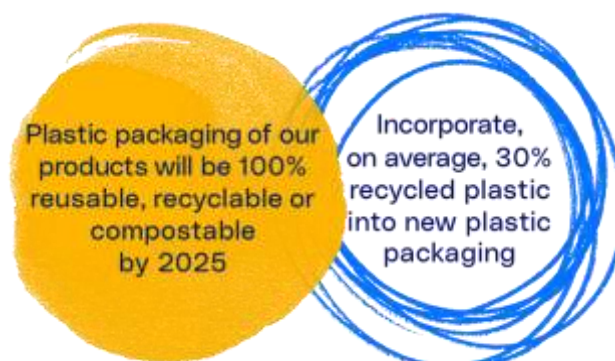 Plastic packaging of our
products will be 100%
reusable, recyclable or
compostable
by 2025
Incorporate,
on average, 30%
recycled plastic
into new plastic
packaging